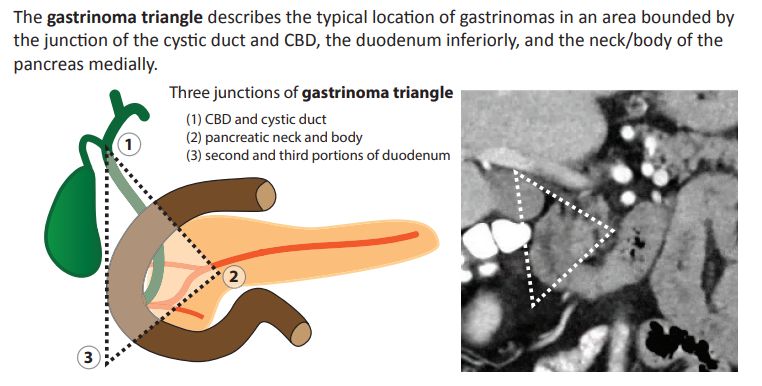 The gastrinoma triangle describes the typical location of gastrinomas in an area bounded by
the junction of the cystic duct and CBD, the duodenum inferiorly, and the neck/body of the
pancreas medially.
Three junctions of gastrinoma triangle
(1) CBD and cystic duct
(2) pancreatic neck and body
(3) second and third portions of duodenum
1
2
3